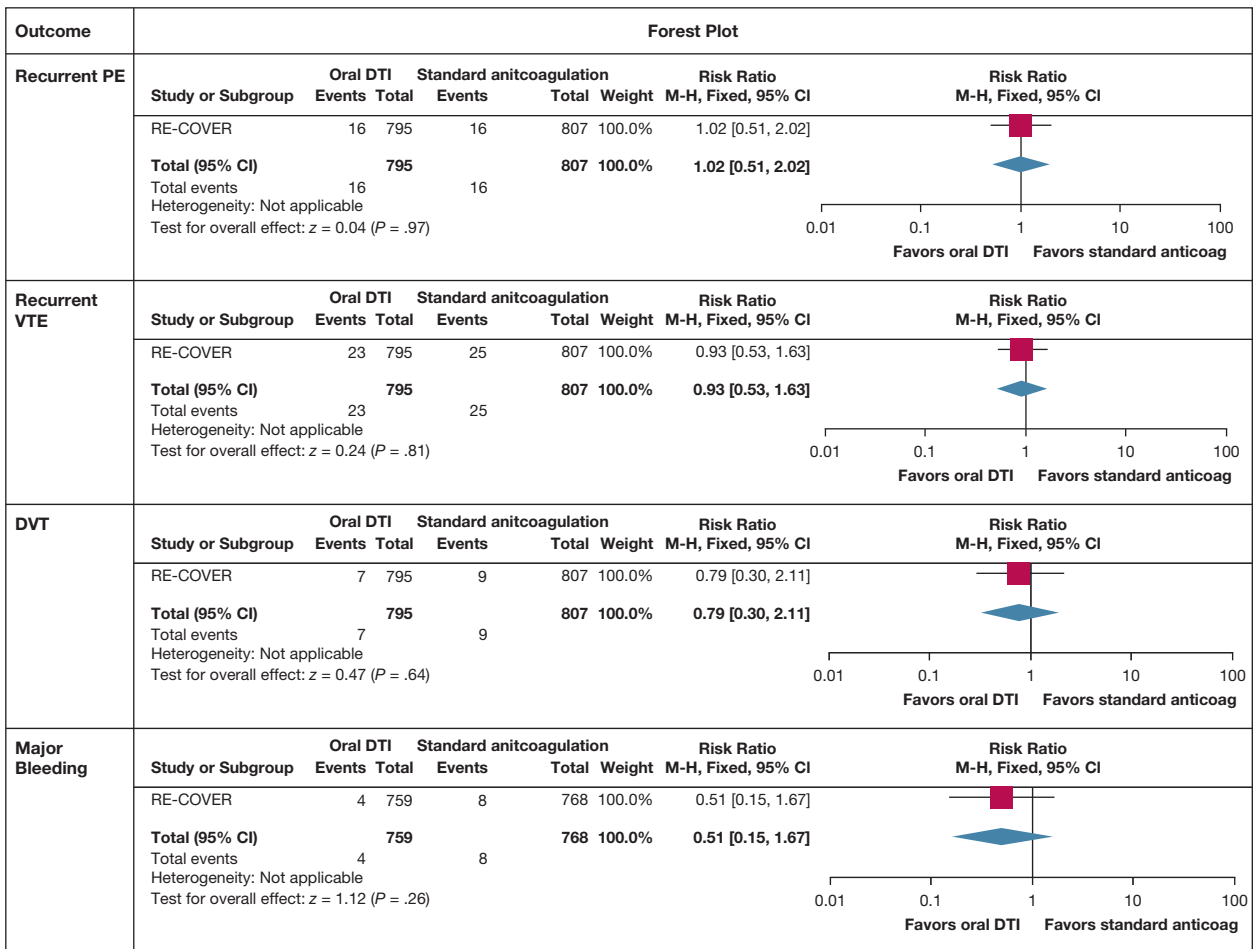 Outcome Forest Plot
Recurrent PE
Oral DTI Standard anitcoagulation Risk Ratio Risk Ratio
Study or Subgroup Events Total Events Total Weight M-H, Fixed, 95% CI M-H, Fixed, 95% CI
RE-COVER 16 795 16 807 100.0% 1.02 [0.51, 2.02]
Total (95% CI) 795 807 100.0% 1.02 [0.51, 2.02]
Total events 16 16
Heterogeneity: Not applicable
Test for overall effect: z = 0.04 (P = .97)
0.01 0.1 1 10 100
Favors oral DTI Favors standard anticoag
Recurrent
VTE
Oral DTI Standard anitcoagulation Risk Ratio Risk Ratio
Study or Subgroup Events Total Events Total Weight M-H, Fixed, 95% CI M-H, Fixed, 95% CI
RE-COVER 23 795 25 807 100.0% 0.93 [0.53, 1.63]
Total (95% CI) 795 807 100.0% 0.93 [0.53, 1.63]
Total events 23 25
Heterogeneity: Not applicable
Test for overall effect: z = 0.24 (P = .81)
0.01 0.1 1 10 100
Favors oral DTI Favors standard anticoag
DVT
Oral DTI Standard anitcoagulation Risk Ratio Risk Ratio
Study or Subgroup Events Total Events Total Weight M-H, Fixed, 95% CI M-H, Fixed, 95% CI
RE-COVER 7 795 9 807 100.0% 0.79 [0.30, 2.11]
Total (95% CI) 795 807 100.0% 0.79 [0.30, 2.11]
Total events 7 9
Heterogeneity: Not applicable
Test for overall effect: z = 0.47 (P = .64)
0.01 0.1 1 10 100
Favors oral DTI Favors standard anticoag
Major
Bleeding
Oral DTI Standard anitcoagulation Risk Ratio Risk Ratio
Study or Subgroup Events Total Events Total Weight M-H, Fixed, 95% CI M-H, Fixed, 95% CI
RE-COVER 4 759 8 768 100.0% 0.51 [0.15, 1.67]
Total (95% CI) 759 768 100.0% 0.51 [0.15, 1.67]
Total events 4 8
Heterogeneity: Not applicable
Test for overall effect: z = 1.12 (P = .26)
0.01 0.1 1 10 100
Favors oral DTI Favors standard anticoag